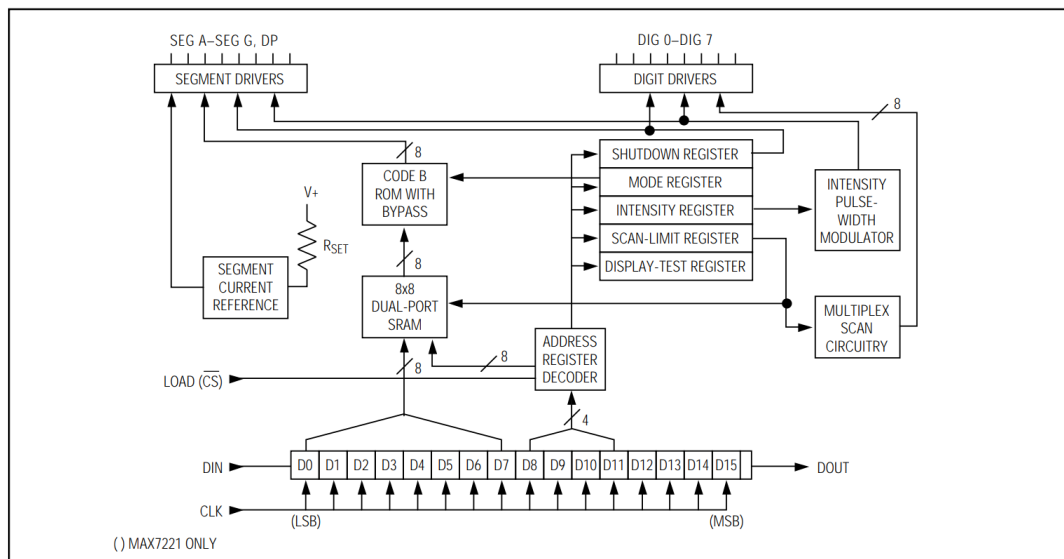 SEG A–SEG G, DP
DIG 0–DIG 7
SEGMENT DRIVERS
DIGIT DRIVERS
8
8
CODE B
ROM WITH
BYPASS
SHUTDOWN REGISTER
MODE REGISTER
INTENSITY REGISTER
SCAN-LIMIT REGISTER
DISPLAY-TEST REGISTER
INTENSITY
PULSE-
WIDTH
MODULATOR
V+
RSET
SEGMENT
CURRENT
REFERENCE
8
8x8
DUAL-PORT
SRAM
MULTIPLEX
SCAN
CIRCUITRY
ADDRESS
REGISTER
DECODER
8
8
LOAD (C̅S̅)
4
DIN
D0 D1 D2 D3 D4 D5 D6 D7 D8 D9 D10 D11 D12 D13 D14 D15
DOUT
CLK
(LSB)
(MSB)
( ) MAX7221 ONLY